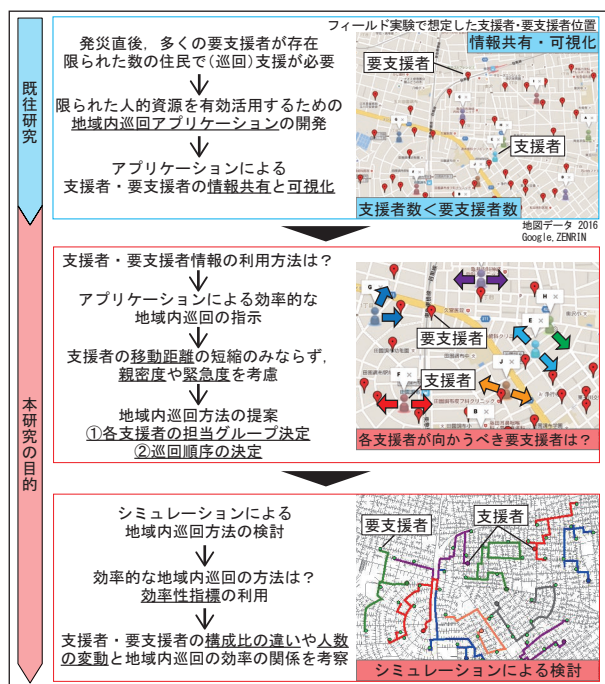 フィールド実験で想定した支援者・要支援者位置
既往研究
発災直後，多くの要支援者が存在
限られた数の住民で(巡回)支援が必要
限られた人的資源を有効活用するための
地域内巡回アプリケーションの開発
アプリケーションによる
支援者・要支援者の情報共有と可視化
情報共有・可視化
要支援者
支援者
支援者数＜要支援者数
地図データ 2016
Google,ZENRIN
本研究の目的
支援者・要支援者情報の利用方法は？
アプリケーションによる効率的な
地域内巡回の指示
支援者の移動距離の短縮のみならず，
親密度や緊急度を考慮
地域内巡回方法の提案
①各支援者の担当グループ決定
②巡回順序の決定
G
H
E
要支援者
J
F
支援者
B
各支援者が向かうべき要支援者は？
シミュレーションによる
地域内巡回方法の検討
効率的な地域内巡回の方法は？
効率性指標の利用
支援者・要支援者の構成比の違いや人数
の変動と地域内巡回の効率の関係を考察
要支援者
支援者
シミュレーションによる検討